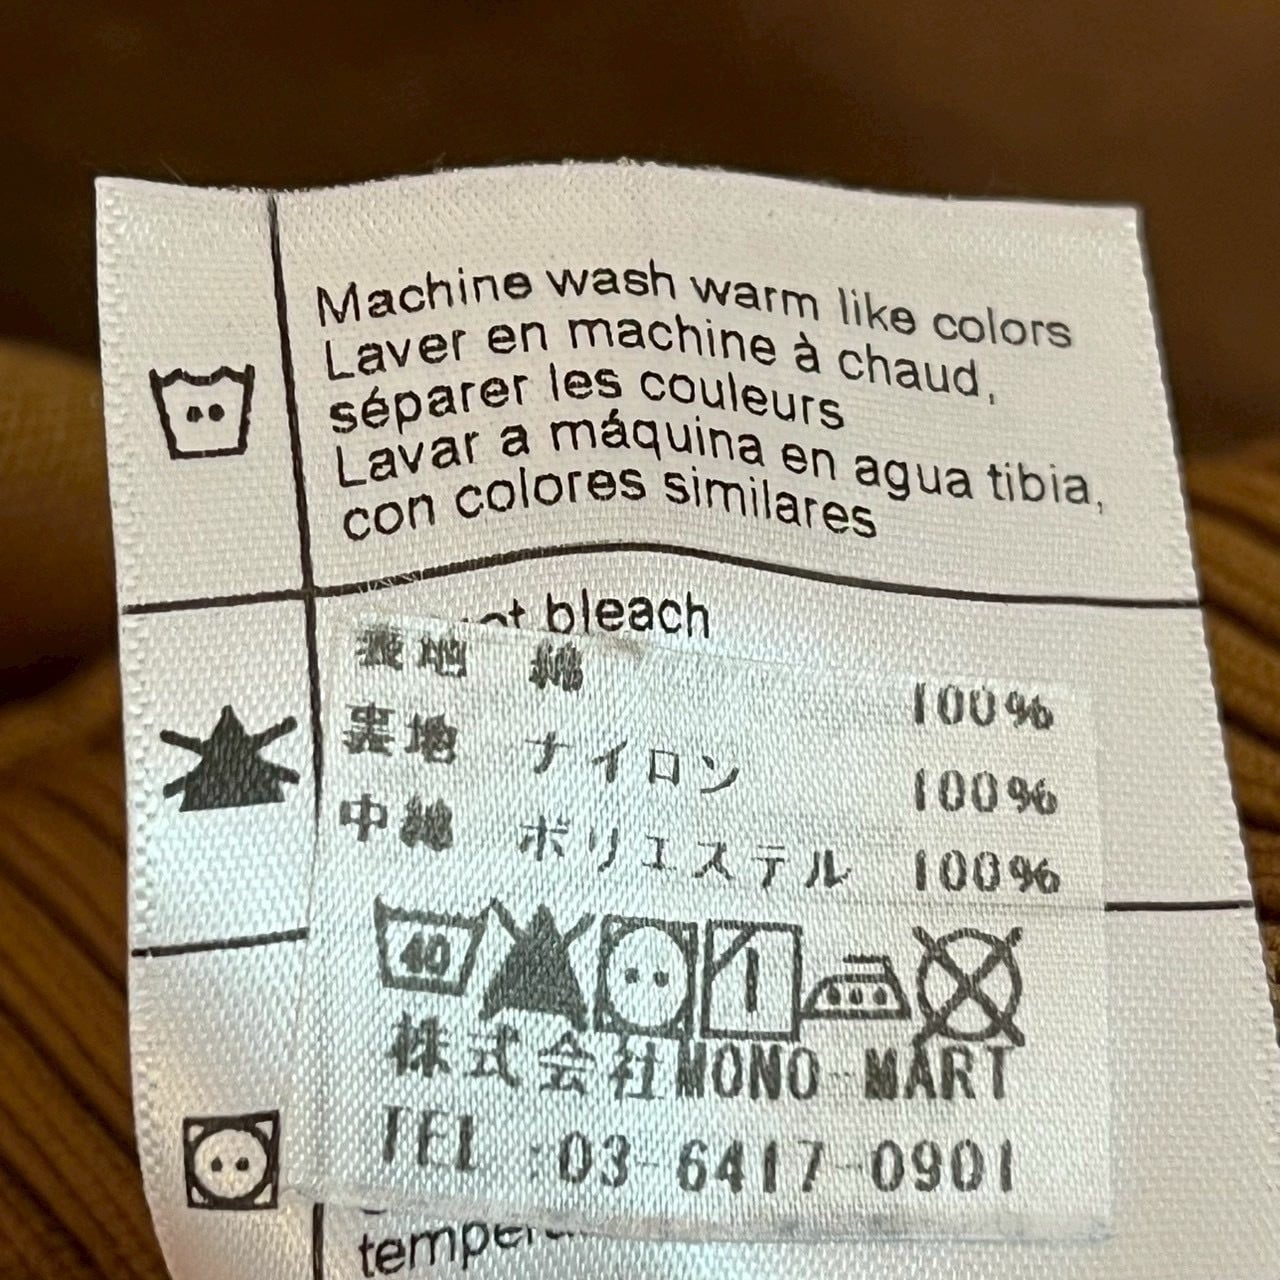 Machine wash warm like colors
Laver en machine à chaud,
séparer les couleurs
Lavar a máquina en agua tibia,
con colores similares
bleach
表地 綿 100%
裏地 ナイロン 100%
中綿 ポリエステル 100%
40
株式会社MONO-MART
TEL :03-6417-0901